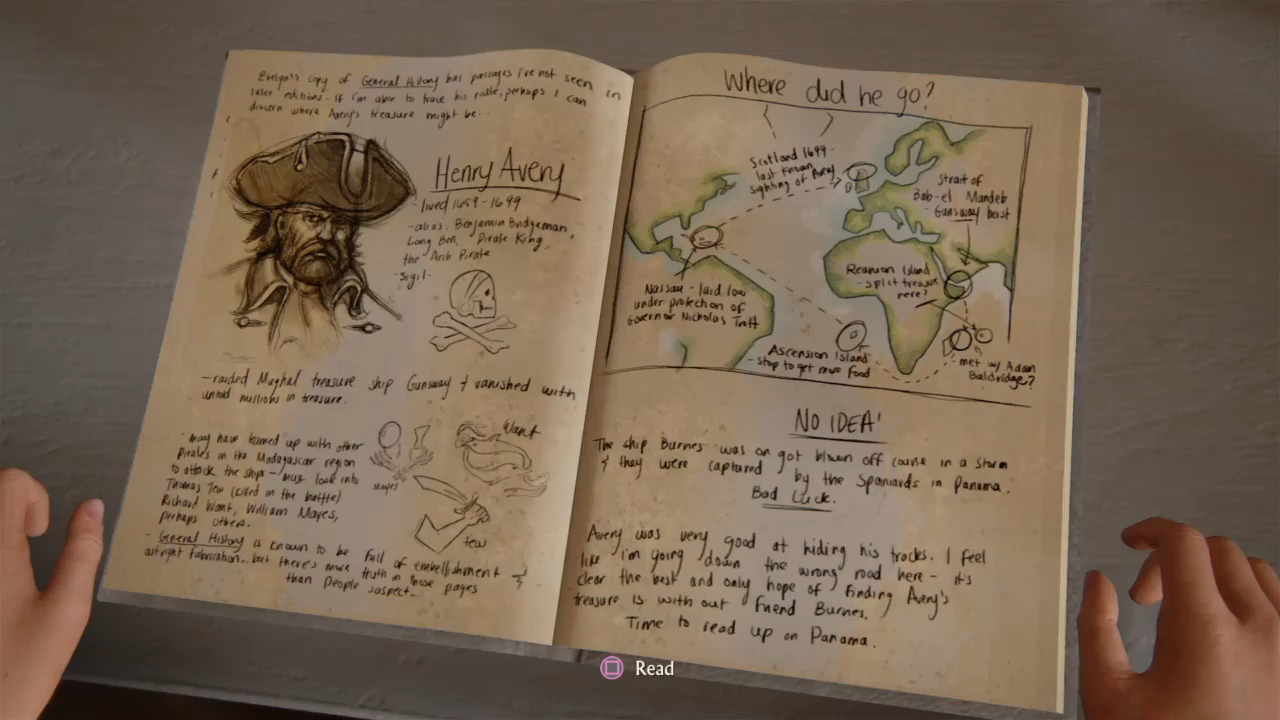 Evelyn's copy of General History has passages I've not seen in
later editions. If I'm able to trace his route, perhaps I can
discern where Avery's treasure might be...
Henry Avery
- lived 1659 - 1699
- alias: Benjamin Bridgeman,
Long Ben, Pirate King,
the Arch Pirate
- Sigil:
- raided Mughal treasure ship Gunsway & vanished with
untold millions in treasure.
- may have teamed up with other
pirates in the Madagascar region
to attack the ship - must look into
Thomas Tew (killed in the battle)
Richard Want, William Mayes,
perhaps others.
Mayes
Want
Tew
- General History is known to be full of embellishment &
outright fabrication... but there's more truth in those pages
than people suspect...
Where did he go?
Scotland 1699 -
last known
sighting of Avery
Strait of
Bab-el Mandeb
- Gunsway heist
Reunion Island
- split treasure
here?
Nassau - laid low
under protection of
Governor Nicholas Trott
Ascension Island
- stop to get more food
- met w/ Adam
Baldridge?
NO IDEA!
The ship Burnes was on got blown off course in a storm
& they were captured by the Spaniards in Panama.
Bad Luck.
Avery was very good at hiding his tracks. I feel
like I'm going down the wrong road here - it's
clear the best and only hope of finding Avery's
treasure is with our friend Burnes.
Time to read up on Panama.
Read